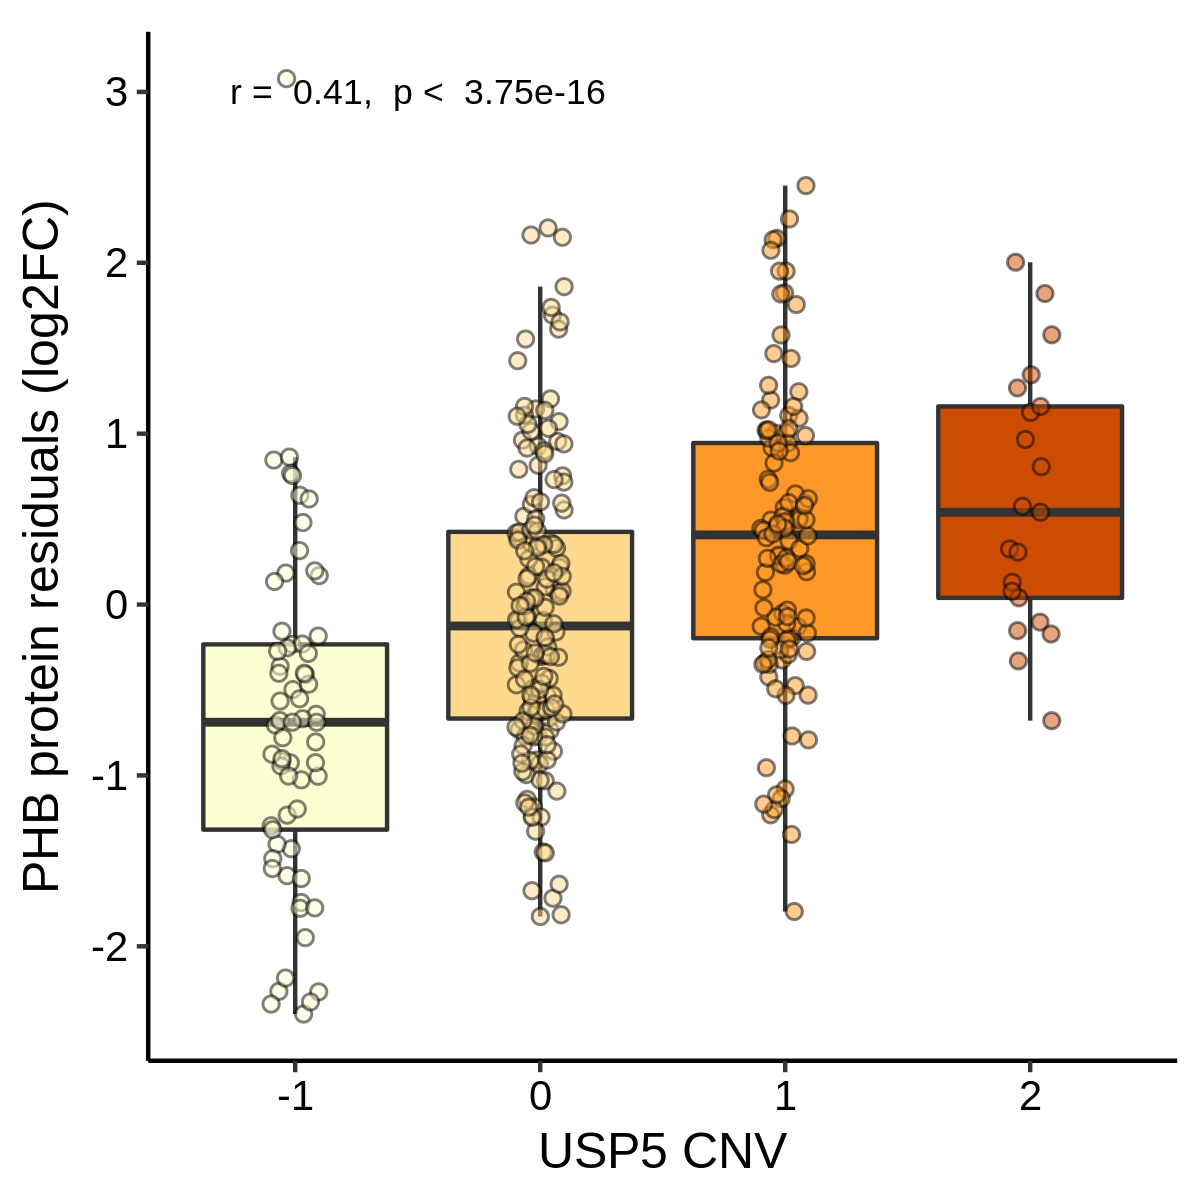 r = 0.41, p < 3.75e-16
PHB protein residuals (log2FC)
3
2
1
0
-1
-2
-1 0 1 2
USP5 CNV